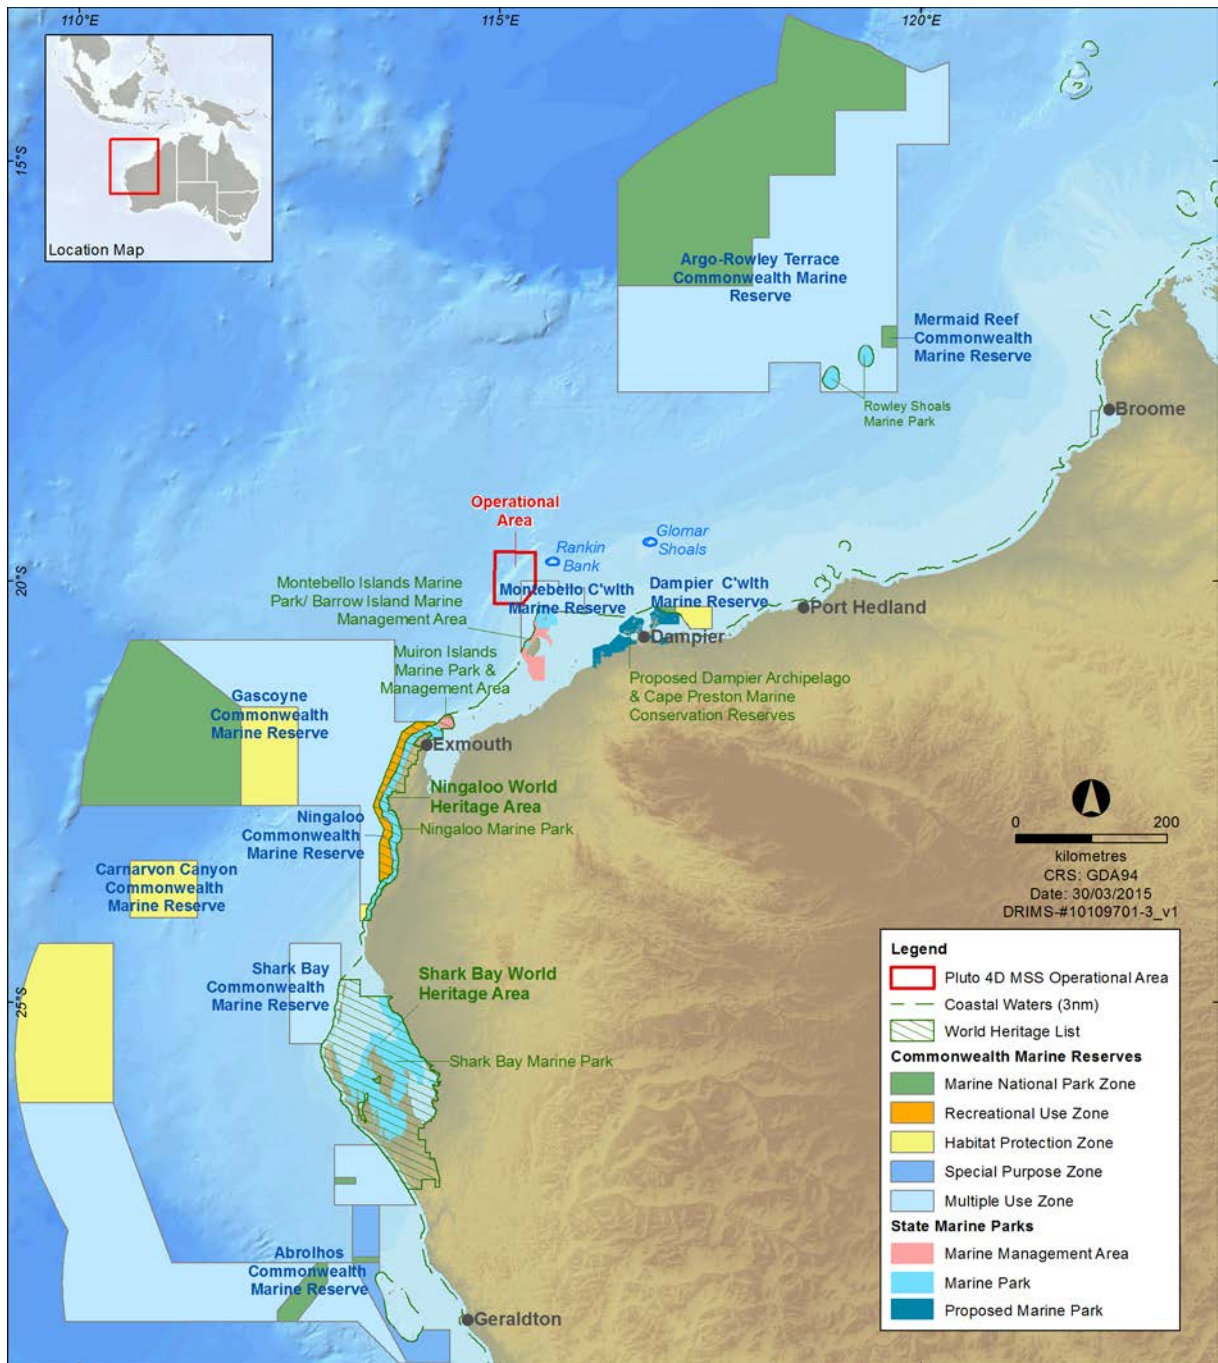 110°E
115°E
120°E
15°S
20°S
25°S
Location Map
Argo-Rowley Terrace
Commonwealth Marine
Reserve
Mermaid Reef
Commonwealth
Marine Reserve
Rowley Shoals
Marine Park
Broome
Operational
Area
Rankin
Bank
Glomar
Shoals
Montebello Islands Marine
Park/ Barrow Island Marine
Management Area
Montebello C'wlth
Marine Reserve
Dampier C'wlth
Marine Reserve
Port Hedland
Dampier
Muiron Islands
Marine Park &
Management Area
Proposed Dampier Archipelago
& Cape Preston Marine
Conservation Reserves
Gascoyne
Commonwealth
Marine Reserve
Exmouth
Ningaloo World
Heritage Area
Ningaloo Marine Park
Ningaloo
Commonwealth
Marine Reserve
Carnarvon Canyon
Commonwealth
Marine Reserve
Shark Bay
Commonwealth
Marine Reserve
Shark Bay World
Heritage Area
Shark Bay Marine Park
Abrolhos
Commonwealth
Marine Reserve
Geraldton
0 200
kilometres
CRS: GDA94
Date: 30/03/2015
DRIMS-#10109701-3_v1
Legend
Pluto 4D MSS Operational Area
Coastal Waters (3nm)
World Heritage List
Commonwealth Marine Reserves
Marine National Park Zone
Recreational Use Zone
Habitat Protection Zone
Special Purpose Zone
Multiple Use Zone
State Marine Parks
Marine Management Area
Marine Park
Proposed Marine Park